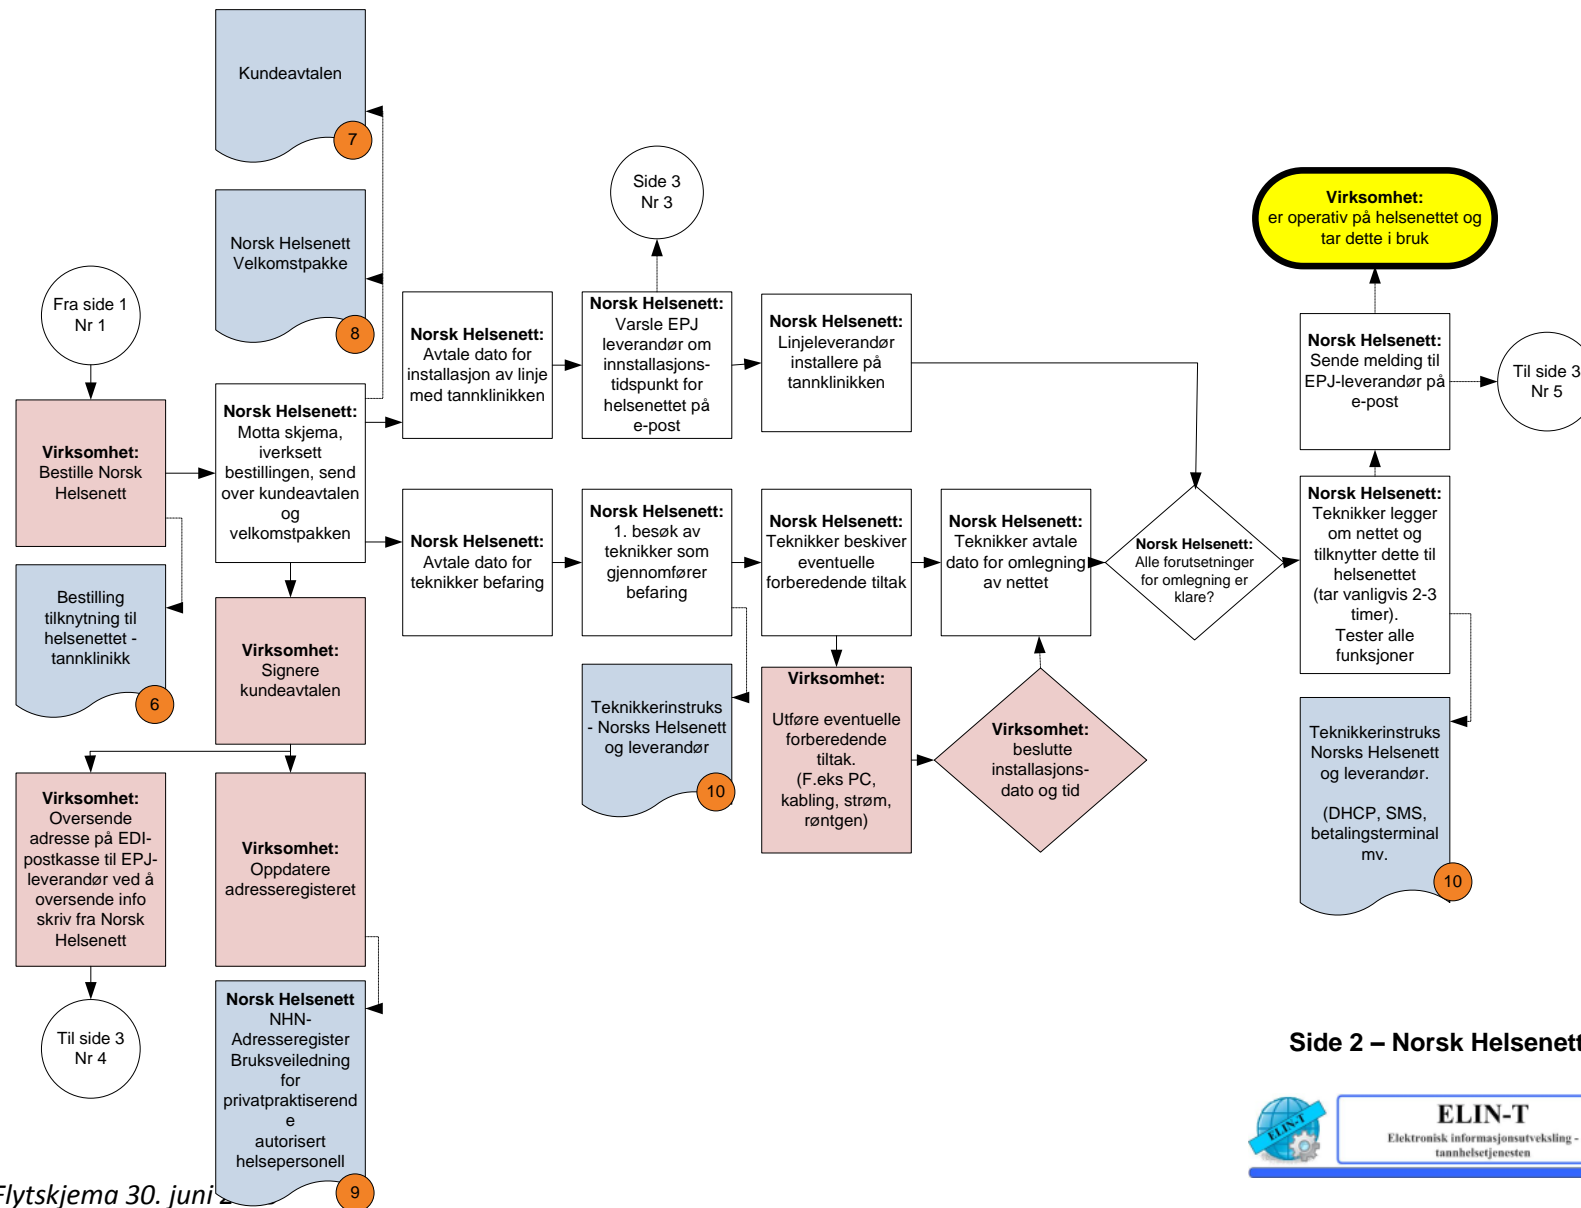 Kundeavtalen
7
Norsk Helsenett
Velkomstpakke
8
Side 3
Nr 3
Virksomhet:
er operativ på helsenettet og
tar dette i bruk
Fra side 1
Nr 1
Norsk Helsenett:
Avtale dato for
installasjon av linje
med tannklinikken
Norsk Helsenett:
Varsle EPJ
leverandør om
innstallasjons-
tidspunkt for
helsenettet på
e-post
Norsk Helsenett:
Linjeleverandør
installere på
tannklinikken
Norsk Helsenett:
Sende melding til
EPJ-leverandør på
e-post
Til side 3
Nr 5
Virksomhet:
Bestille Norsk
Helsenett
Norsk Helsenett:
Motta skjema,
iverksett
bestillingen, send
over kundeavtalen
og
velkomstpakken
Norsk Helsenett:
Avtale dato for
teknikker befaring
Norsk Helsenett:
1. besøk av
teknikker som
gjennomfører
befaring
Norsk Helsenett:
Teknikker beskiver
eventuelle
forberedende tiltak
Norsk Helsenett:
Teknikker avtale
dato for omlegning
av nettet
Norsk Helsenett:
Alle forutsetninger
for omlegning er
klare?
Norsk Helsenett:
Teknikker legger
om nettet og
tilknytter dette til
helsenettet
(tar vanligvis 2-3
timer).
Tester alle
funksjoner
Bestilling
tilknytning til
helsenettet -
tannklinikk
6
Virksomhet:
Signere
kundeavtalen
Teknikkerinstruks
- Norsks Helsenett
og leverandør
10
Virksomhet:
Utføre eventuelle
forberedende
tiltak.
(F.eks PC,
kabling, strøm,
røntgen)
Virksomhet:
beslutte
installasjons-
dato og tid
Teknikkerinstruks
Norsks Helsenett
og leverandør.
(DHCP, SMS,
betalingsterminal
mv.
10
Virksomhet:
Oversende
adresse på EDI-
postkasse til EPJ-
leverandør ved å
oversende info
skriv fra Norsk
Helsenett
Virksomhet:
Oppdatere
adresseregisteret
Til side 3
Nr 4
Norsk Helsenett
NHN-
Adresseregister
Bruksveiledning
for
privatpraktiserend
e
autorisert
helsepersonell
9
Side 2 – Norsk Helsenett
ELIN-T
ELIN-T
Elektronisk informasjonsutveksling -
tannhelsetjenesten
Flytskjema 30. juni